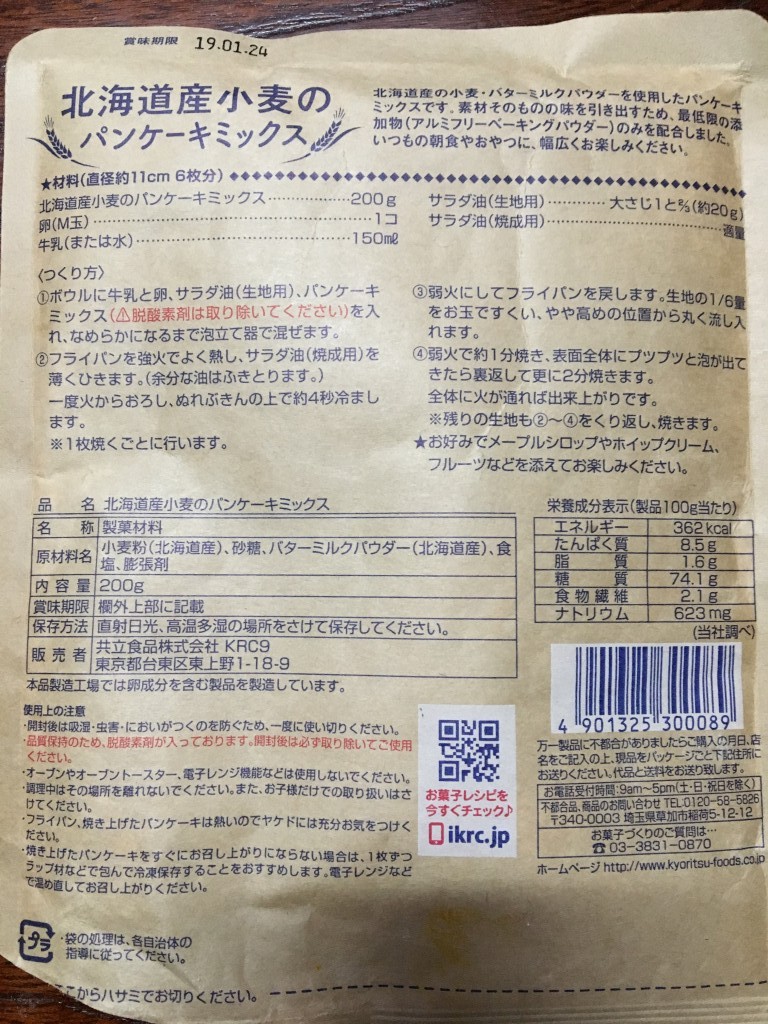 賞味期限 19.01.24
北海道産小麦の
パンケーキミックス
北海道産の小麦・バターミルクパウダーを使用したパンケーキ
ミックスです。素材そのものの味を引き出すため、最低限の添
加物(アルミフリーベーキングパウダー)のみを配合しました。
いつもの朝食やおやつに、幅広くお楽しみください。
★材料(直径約11cm 6枚分)
北海道産小麦のパンケーキミックス…………200g
卵(M玉)…………1コ
牛乳(または水)…………150㎖
サラダ油(生地用)…………大さじ1と⅔(約20g)
サラダ油(焼成用)…………適量
〈つくり方〉
①ボウルに牛乳と卵、サラダ油(生地用)、パンケーキ
ミックス(⚠脱酸素剤は取り除いてください)を入
れ、なめらかになるまで泡立て器で混ぜます。
②フライパンを強火でよく熱し、サラダ油(焼成用)を
薄くひきます。(余分な油はふきとります。)
一度火からおろし、ぬれぶきんの上で約4秒冷まし
ます。
※1枚焼くごとに行います。
③弱火にしてフライパンを戻します。生地の1/6量
をお玉ですくい、やや高めの位置から丸く流し入
れます。
④弱火で約1分焼き、表面全体にプツプツと泡が出て
きたら裏返して更に2分焼きます。
全体に火が通れば出来上がりです。
※残りの生地も②～④をくり返し、焼きます。
★お好みでメープルシロップやホイップクリーム、
フルーツなどを添えてお楽しみください。
品名 北海道産小麦のパンケーキミックス
名称 製菓材料
原材料名 小麦粉(北海道産)、砂糖、バターミルクパウダー(北海道産)、食
塩、膨張剤
内容量 200g
賞味期限 欄外上部に記載
保存方法 直射日光、高温多湿の場所をさけて保存してください。
販売者 共立食品株式会社 KRC9
東京都台東区東上野1-18-9
本品製造工場では卵成分を含む製品を製造しています。
栄養成分表示(製品100g当たり)
エネルギー 362kcal
たんぱく質 8.5g
脂質 1.6g
糖質 74.1g
食物繊維 2.1g
ナトリウム 623mg
(当社調べ)
4 901325 300089
使用上の注意
・開封後は吸湿・虫害・においがつくのを防ぐため、一度に使い切りください。
・品質保持のため、脱酸素剤が入っております。開封後は必ず取り除いてご使用
ください。
・オーブンやオーブントースター、電子レンジ機能などは使用しないでください。
・調理中はその場所を離れないでください。また、お子様だけでの取り扱いはさ
けてください。
・フライパン、焼き上げたパンケーキは熱いのでヤケドには充分お気をつけく
ださい。
・焼き上げたパンケーキをすぐにお召し上がりにならない場合は、1枚ずつ
ラップ材などで包んで冷凍保存することをおすすめします。電子レンジなど
で温め直してお召し上がりください。
お菓子レシピを
今すぐチェック♪
ikrc.jp
万一製品に不都合がありましたらご購入の月日、店
名をご記入の上、現品をパッケージごと下記住所に
お送りください。代品と送料をお送り致します。
お電話受付時間:9am～5pm(土・日・祝日を除く)
不都合品、商品のお問い合わせ TEL:0120-58-5826
〒340-0003 埼玉県草加市稲荷5-12-12
お菓子づくりのご質問は…
☎03-3831-0870
ホームページ http://www.kyoritsu-foods.co.jp
プラ
・袋の処理は、各自治体の
指導に従ってください。
ここからハサミでお切りください。